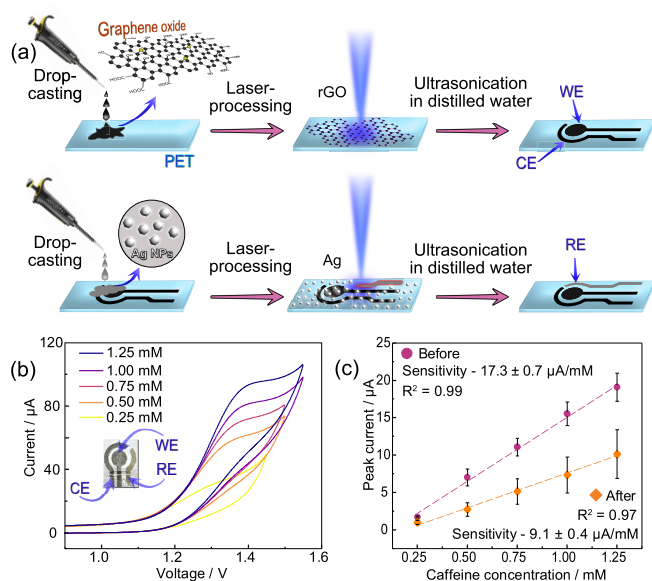 (a)
Graphene oxide
Drop-
casting
PET
Laser-
processing
rGO
Ultrasonication
in distilled water
WE
CE
Drop-
casting
Ag NPs
Laser-
processing
Ag
Ultrasonication
in distilled water
RE
(b)
120
80
40
0
Current / µA
1.25 mM
1.00 mM
0.75 mM
0.50 mM
0.25 mM
WE
CE
RE
1.0
1.2
1.4
1.6
Voltage / V
(c)
25
20
15
10
5
0
Peak current / µA
Before
Sensitivity - 17.3 ± 0.7 µA/mM
R² = 0.99
After
R² = 0.97
Sensitivity - 9.1 ± 0.4 µA/mM
0.25
0.50
0.75
1.00
1.25
Caffeine concentration / mM